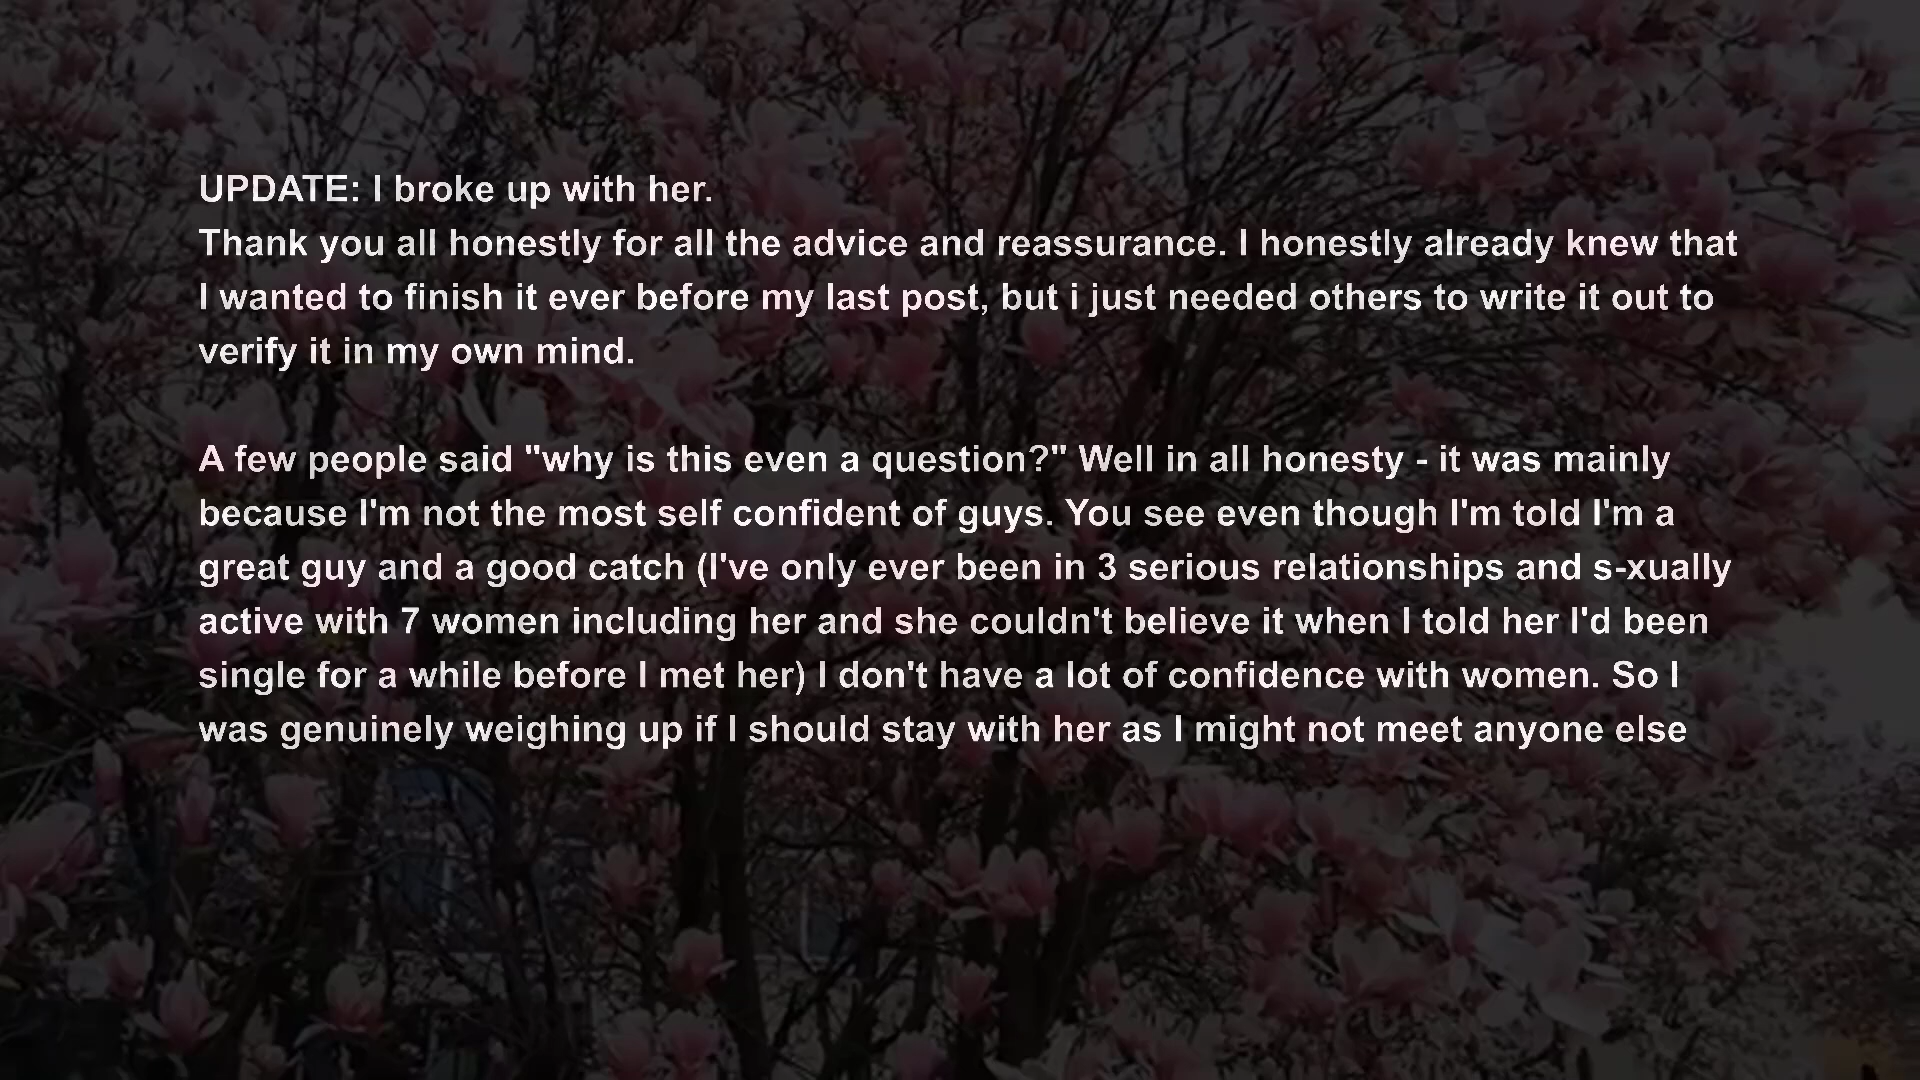 UPDATE: I broke up with her.
Thank you all honestly for all the advice and reassurance. I honestly already knew that
I wanted to finish it ever before my last post, but i just needed others to write it out to
verify it in my own mind.
A few people said "why is this even a question?" Well in all honesty - it was mainly
because I'm not the most self confident of guys. You see even though I'm told I'm a
great guy and a good catch (I've only ever been in 3 serious relationships and s-xually
active with 7 women including her and she couldn't believe it when I told her I'd been
single for a while before I met her) I don't have a lot of confidence with women. So I
was genuinely weighing up if I should stay with her as I might not meet anyone else